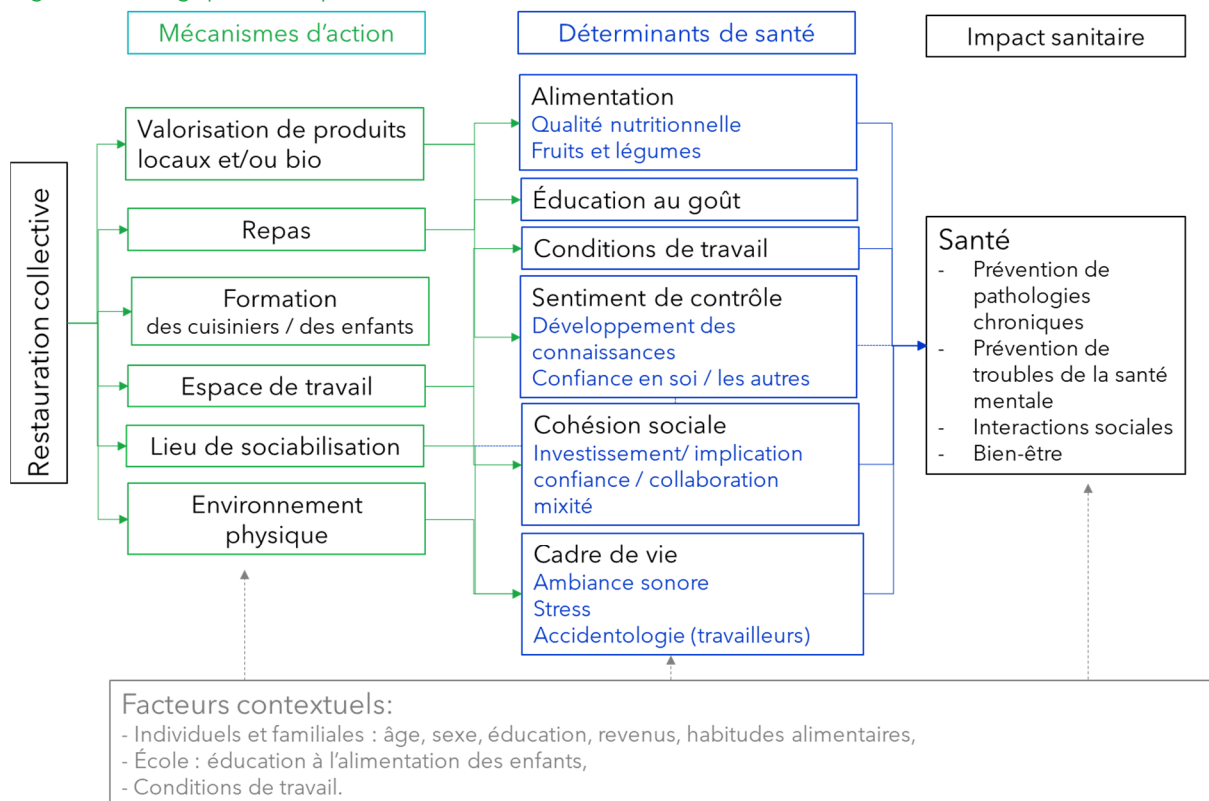 Mécanismes d'action
Déterminants de santé
Impact sanitaire
Restauration collective
Valorisation de produits
locaux et/ou bio
Repas
Formation
des cuisiniers / des enfants
Espace de travail
Lieu de sociabilisation
Environnement
physique
Alimentation
Qualité nutritionnelle
Fruits et légumes
Éducation au goût
Conditions de travail
Sentiment de contrôle
Développement des
connaissances
Confiance en soi / les autres
Cohésion sociale
Investissement/ implication
confiance / collaboration
mixité
Cadre de vie
Ambiance sonore
Stress
Accidentologie (travailleurs)
Santé
- Prévention de
pathologies
chroniques
- Prévention de
troubles de la santé
mentale
- Interactions sociales
- Bien-être
Facteurs contextuels:
- Individuels et familiales : âge, sexe, éducation, revenus, habitudes alimentaires,
- École : éducation à l'alimentation des enfants,
- Conditions de travail.